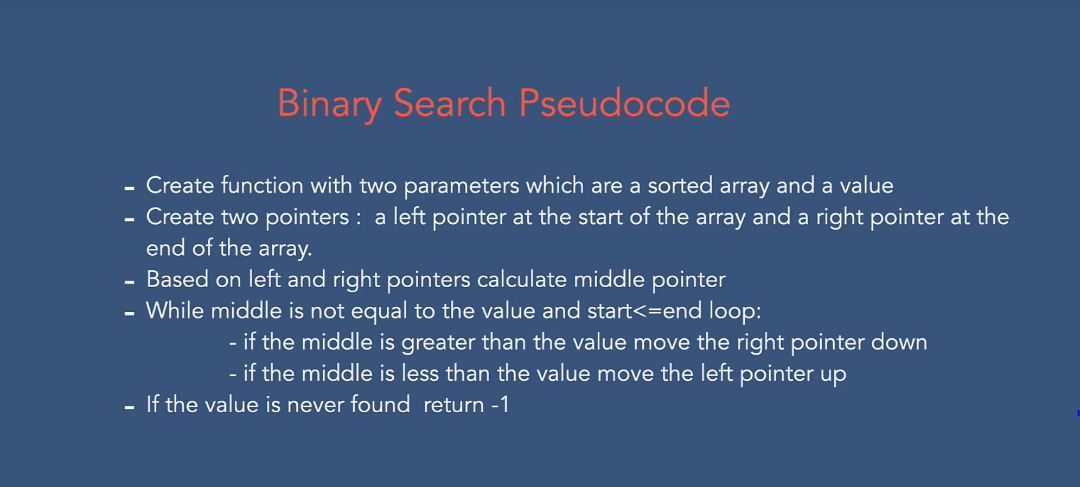 Binary Search Pseudocode
- Create function with two parameters which are a sorted array and a value
- Create two pointers :  a left pointer at the start of the array and a right pointer at the
end of the array.
- Based on left and right pointers calculate middle pointer
- While middle is not equal to the value and start<=end loop:
- if the middle is greater than the value move the right pointer down
- if the middle is less than the value move the left pointer up
- If the value is never found  return -1